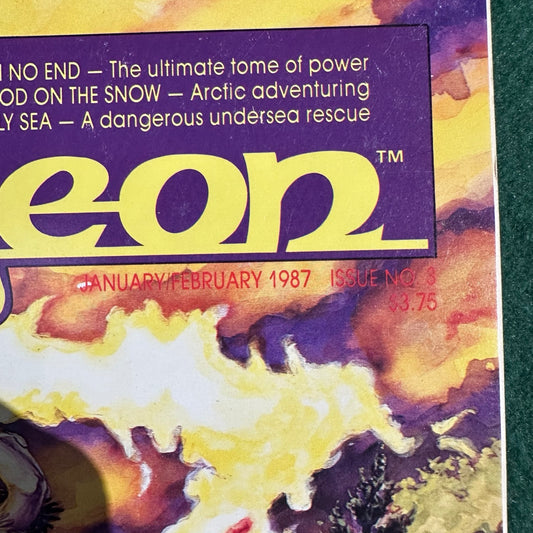 NO END — The ultimate tome of power
OD ON THE SNOW — Arctic adventuring
LY SEA — A dangerous undersea rescue
eon™
JANUARY/FEBRUARY 1987 ISSUE NO. 3
$3.75